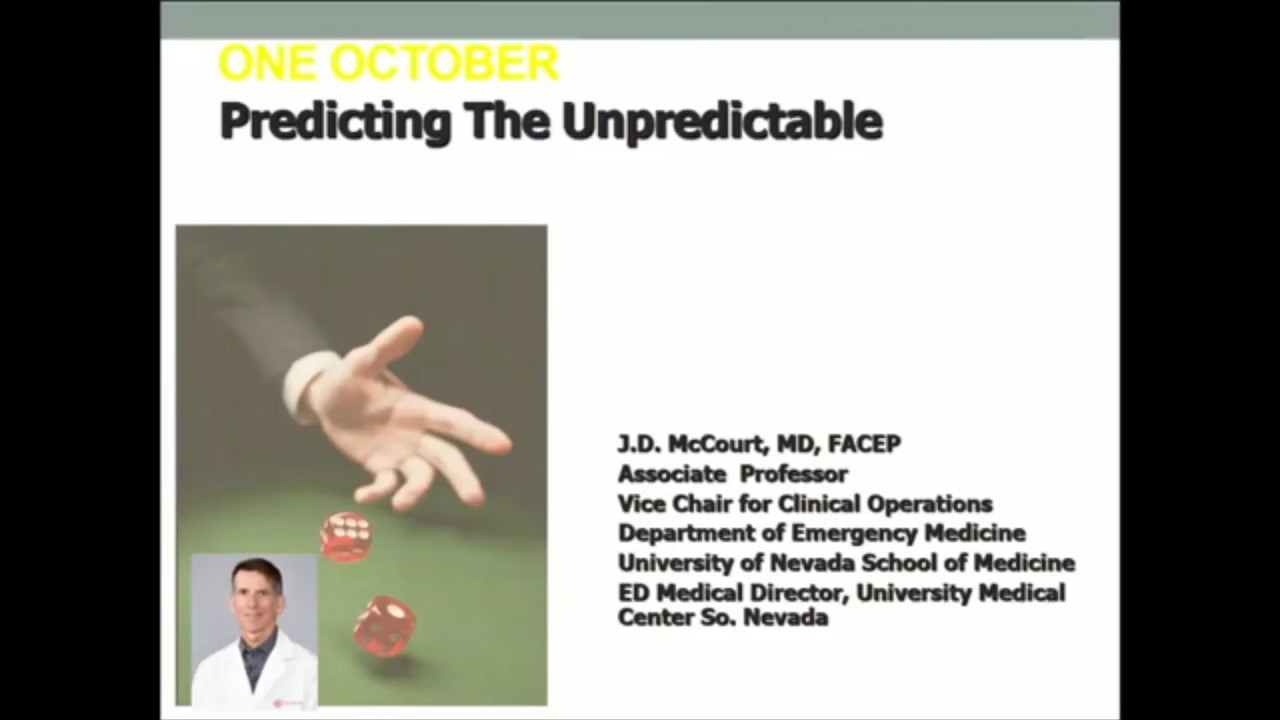 ONE OCTOBER
Predicting The Unpredictable
J.D. McCourt, MD, FACEP
Associate Professor
Vice Chair for Clinical Operations
Department of Emergency Medicine
University of Nevada School of Medicine
ED Medical Director, University Medical
Center So. Nevada